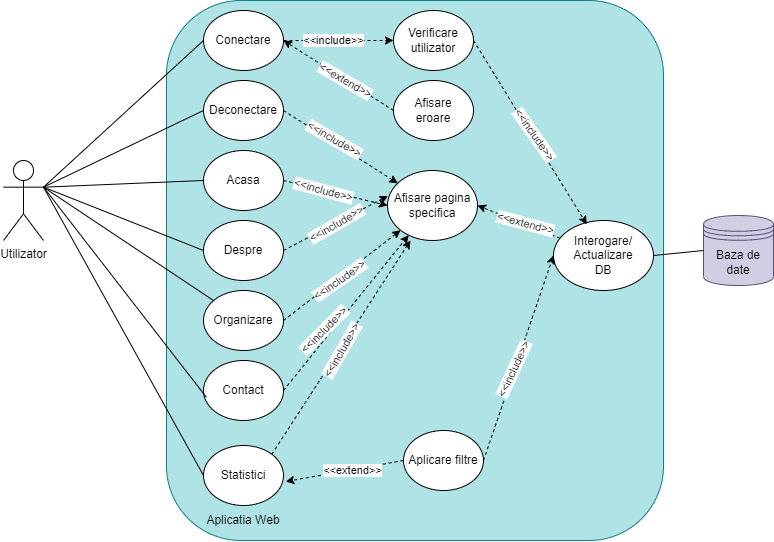 Conectare
<<include>>
Verificare
utilizator
<<extend>>
Deconectare
Afisare
eroare
<<include>>
<<include>>
Acasa
<<include>>
Afisare pagina
specifica
Utilizator
Despre
<<include>>
<<extend>>
Interogare/
Actualizare
DB
Baza de
date
Organizare
<<include>>
<<include>>
<<include>>
Contact
<<include>>
Statistici
<<extend>>
Aplicare filtre
Aplicatia Web